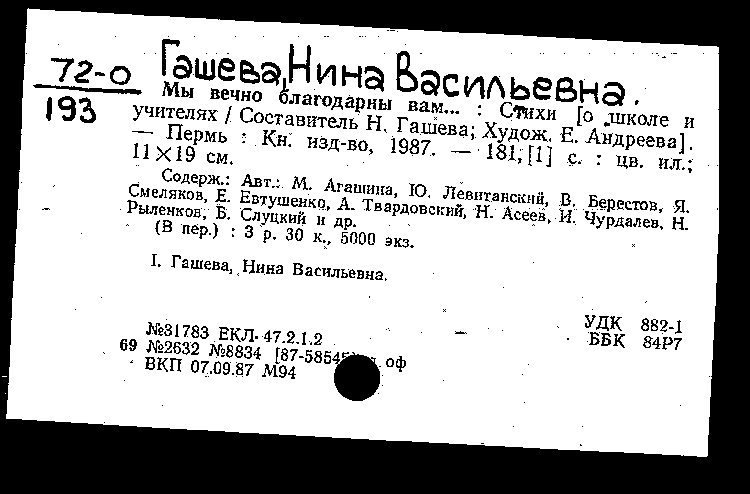 72-0
193
Гашева, Нина Васильевна.
Мы вечно благодарны вам... : Стихи [о школе и
учителях / Составитель Н. Гашева; Худож. Е. Андреева].
— Пермь : Кн. изд-во, 1987. — 181, [1] с. : цв. ил.;
11×19 см.
Содерж.: Авт.: М. Агашина, Ю. Левитанский, В. Берестов, Я.
Смеляков, Е. Евтушенко, А. Твардовский, Н. Асеев, И. Чурдалев, Н.
Рыленков, Б. Слуцкий и др.
(В пер.) : 3 р. 30 к., 5000 экз.
I. Гашева, Нина Васильевна.
УДК 882-1
ББК 84Р7
№31783 ЕКЛ. 47.2.1.2
69 №2632 №8834 [87-58545] оф
ВКП 07.09.87 М94